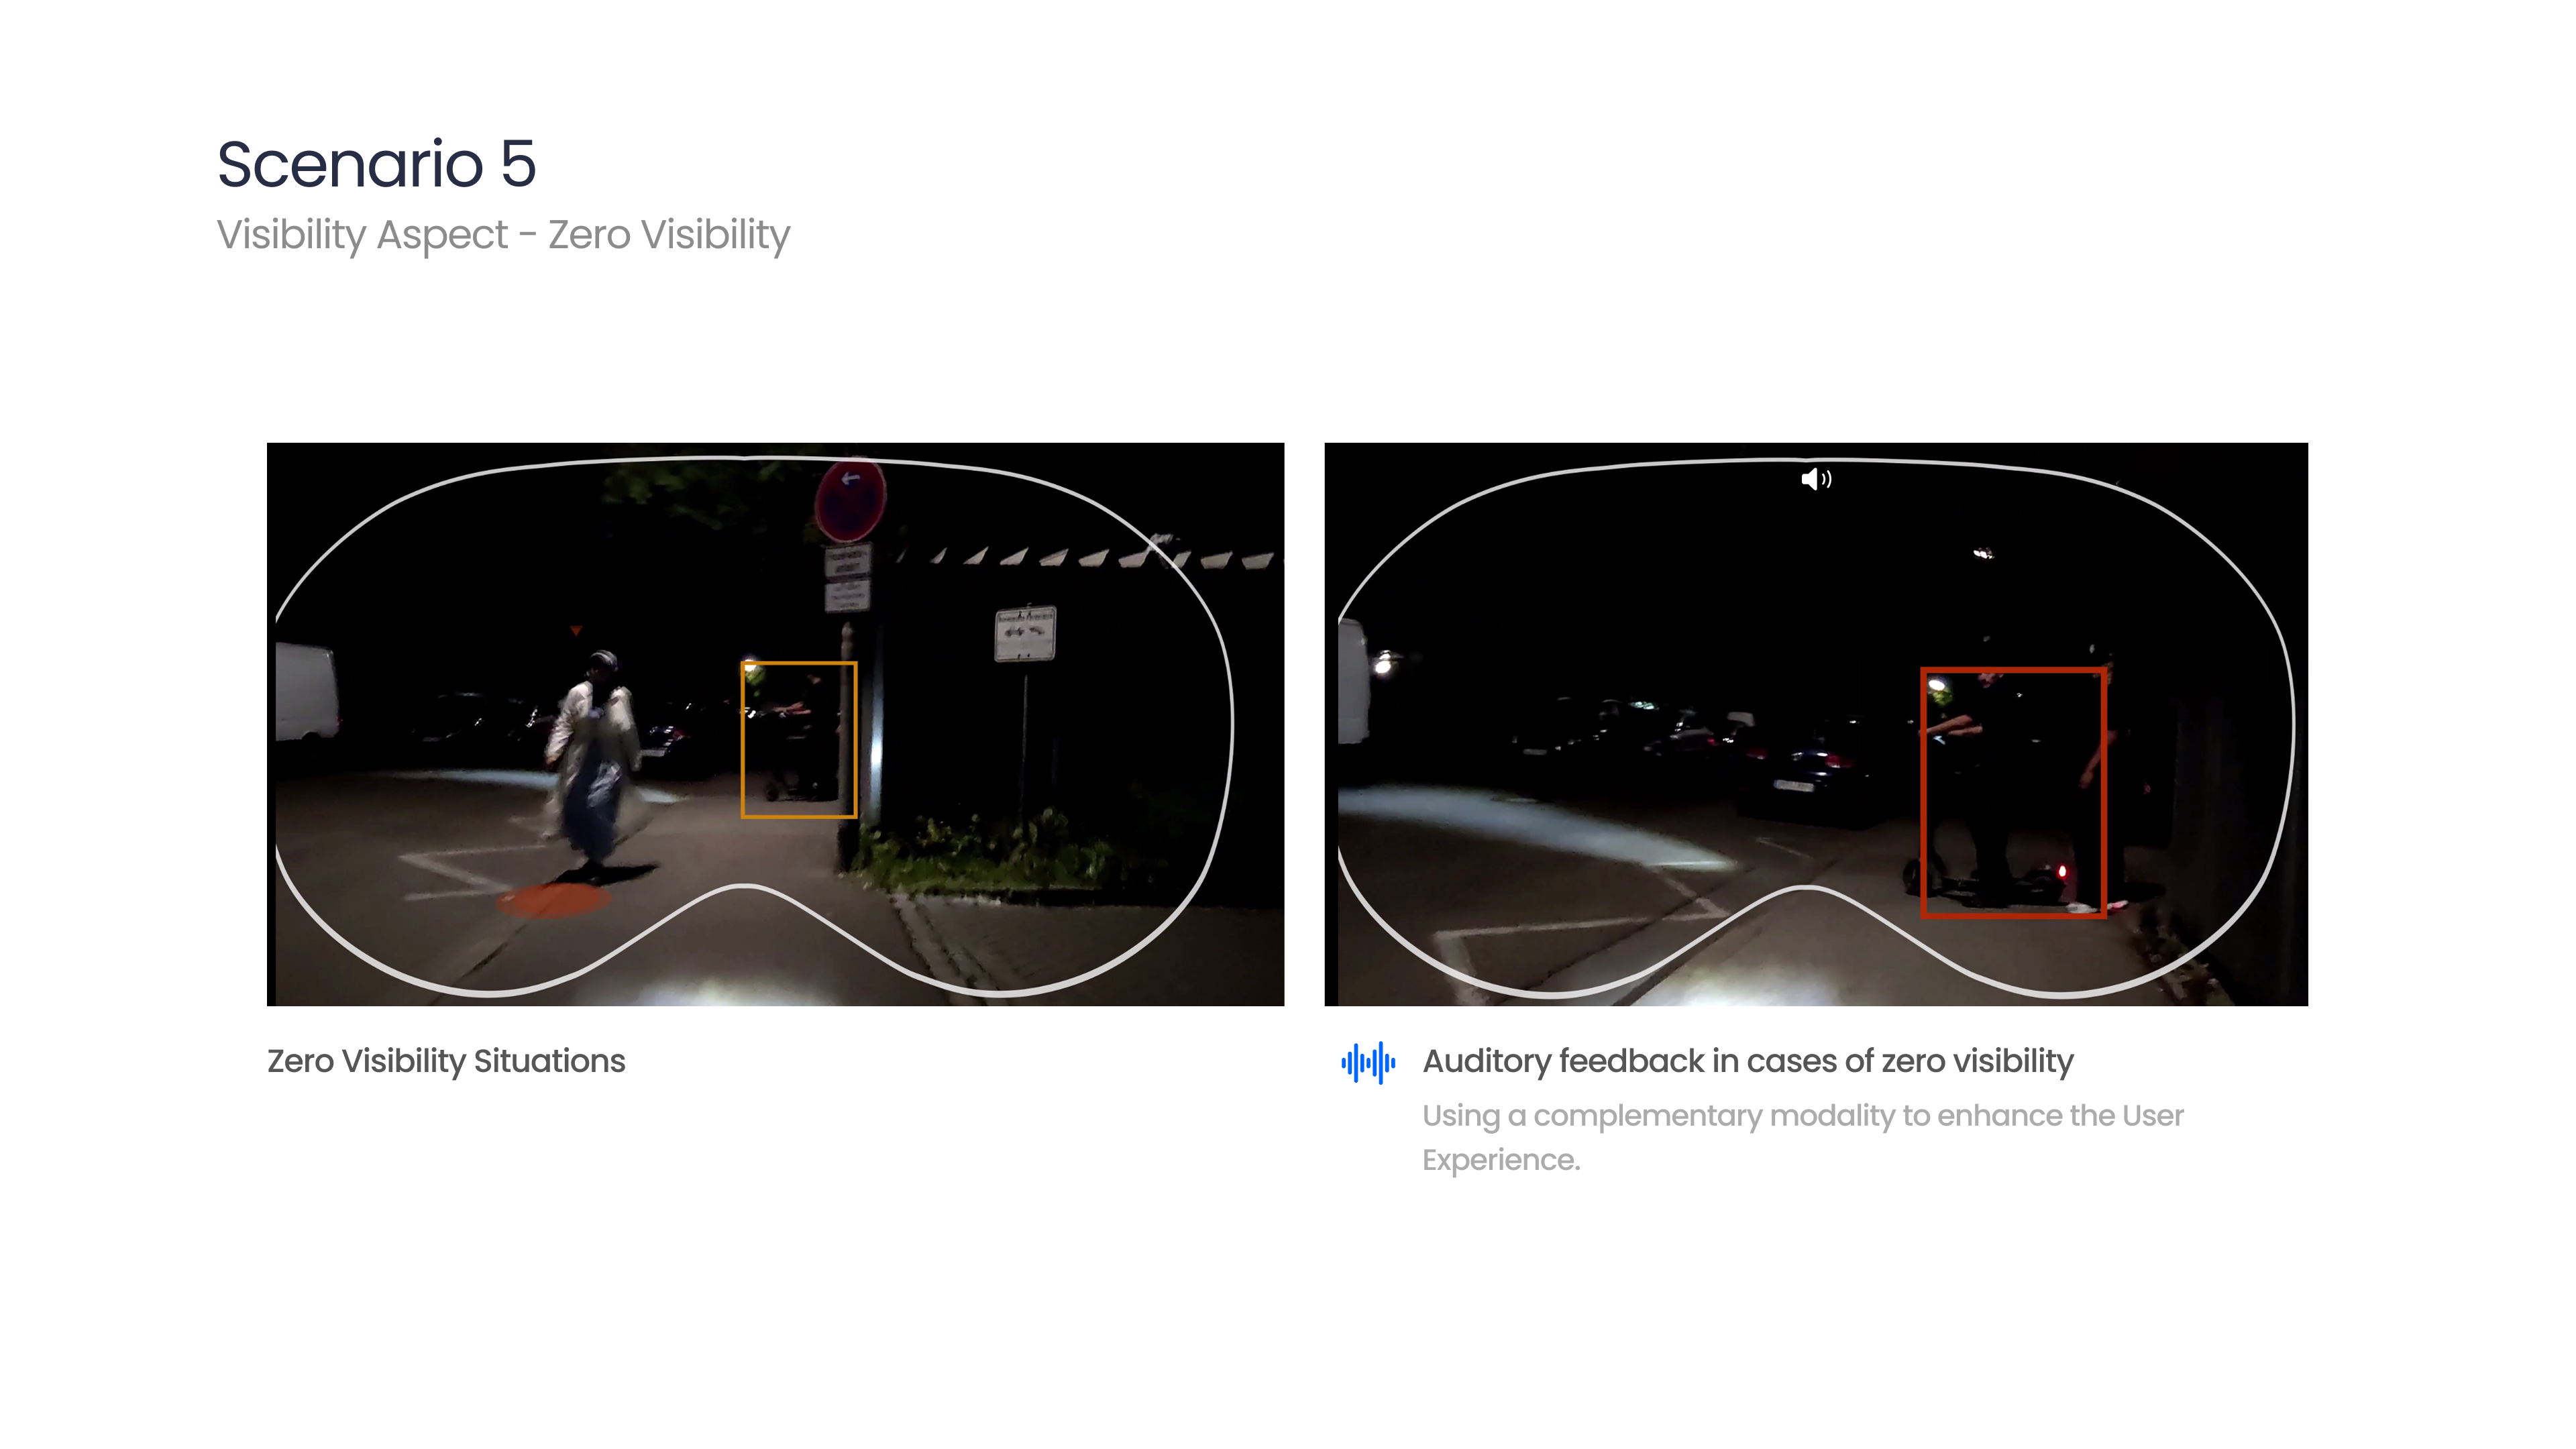 Scenario 5
Visibility Aspect - Zero Visibility
Zero Visibility Situations
Auditory feedback in cases of zero visibility
Using a complementary modality to enhance the User
Experience.